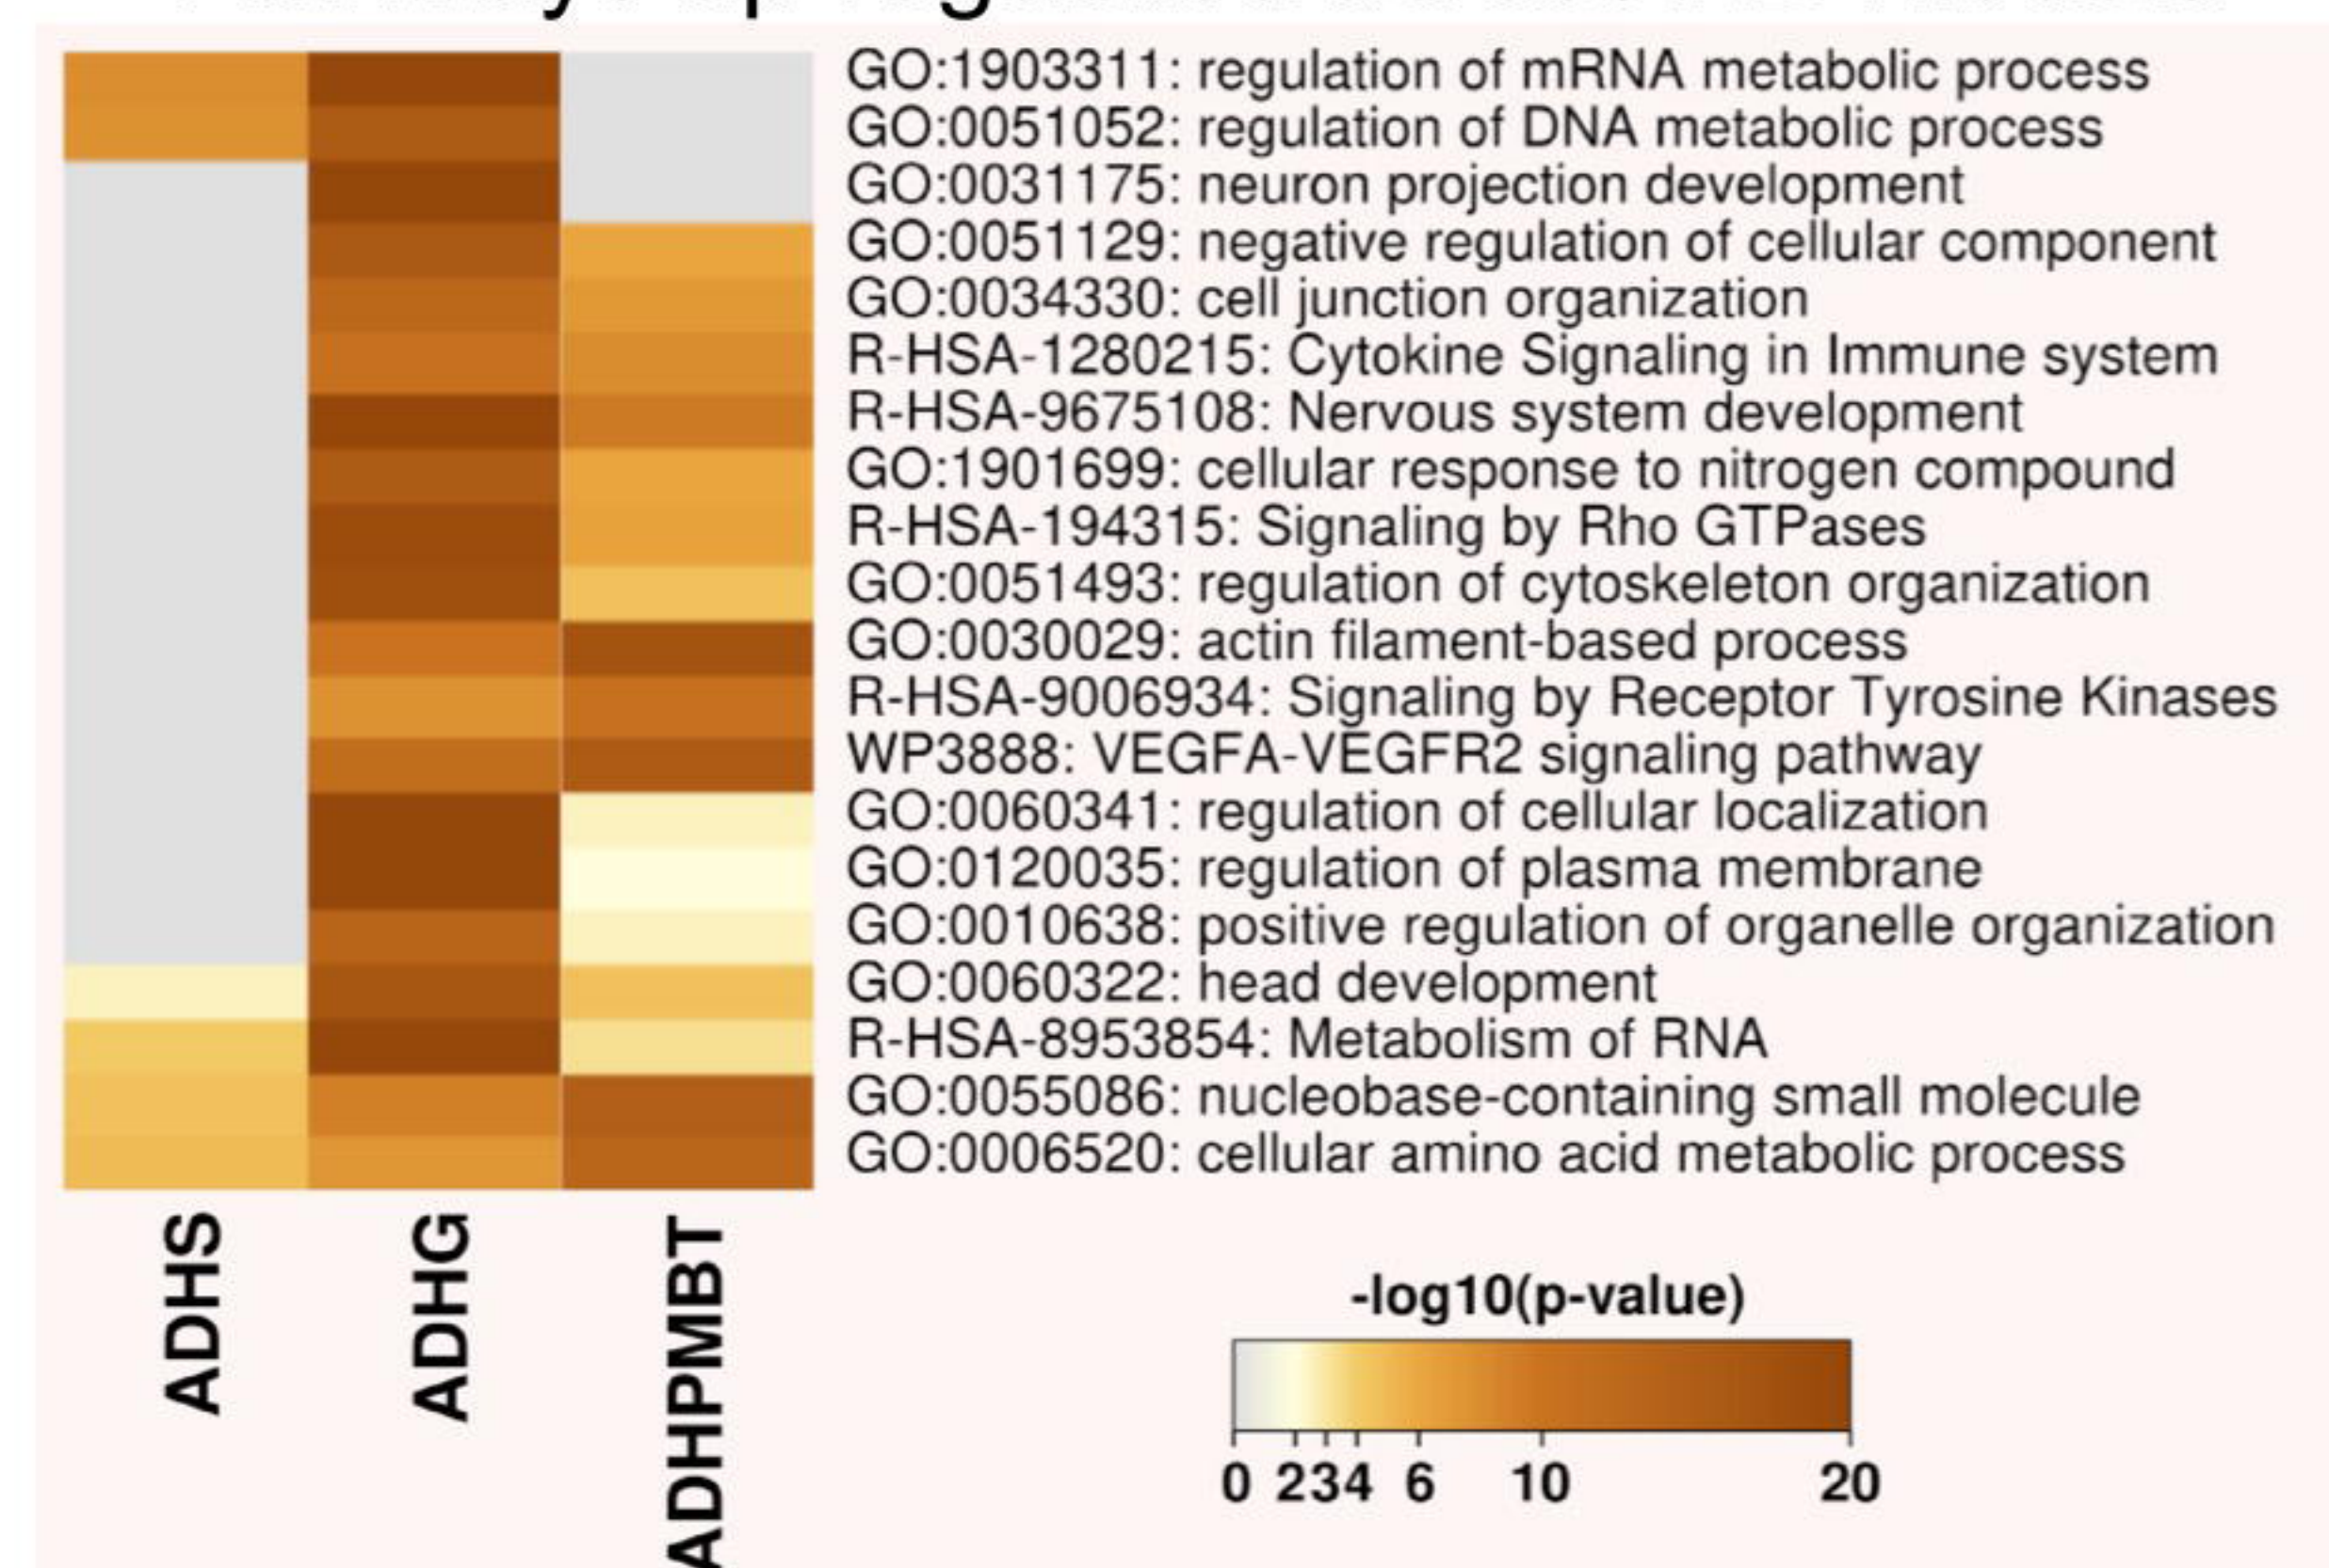 GO:1903311: regulation of mRNA metabolic process
GO:0051052: regulation of DNA metabolic process
GO:0031175: neuron projection development
GO:0051129: negative regulation of cellular component
GO:0034330: cell junction organization
R-HSA-1280215: Cytokine Signaling in Immune system
R-HSA-9675108: Nervous system development
GO:1901699: cellular response to nitrogen compound
R-HSA-194315: Signaling by Rho GTPases
GO:0051493: regulation of cytoskeleton organization
GO:0030029: actin filament-based process
R-HSA-9006934: Signaling by Receptor Tyrosine Kinases
WP3888: VEGFA-VEGFR2 signaling pathway
GO:0060341: regulation of cellular localization
GO:0120035: regulation of plasma membrane
GO:0010638: positive regulation of organelle organization
GO:0060322: head development
R-HSA-8953854: Metabolism of RNA
GO:0055086: nucleobase-containing small molecule
GO:0006520: cellular amino acid metabolic process
ADHS
ADHG
ADHPMBT
-log10(p-value)
0 2 3 4 6 10 20